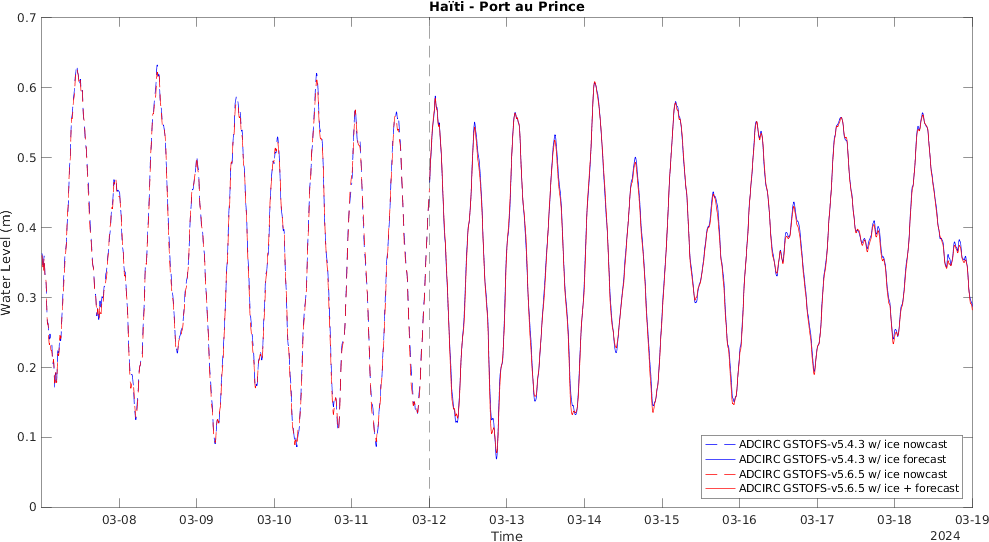 Haïti - Port au Prince
0.7
0.6
0.5
0.4
0.3
0.2
0.1
0
Water Level (m)
ADCIRC GSTOFS-v5.4.3 w/ ice nowcast
ADCIRC GSTOFS-v5.4.3 w/ ice forecast
ADCIRC GSTOFS-v5.6.5 w/ ice nowcast
ADCIRC GSTOFS-v5.6.5 w/ ice + forecast
03-08 03-09 03-10 03-11 03-12 03-13 03-14 03-15 03-16 03-17 03-18 03-19
Time
2024